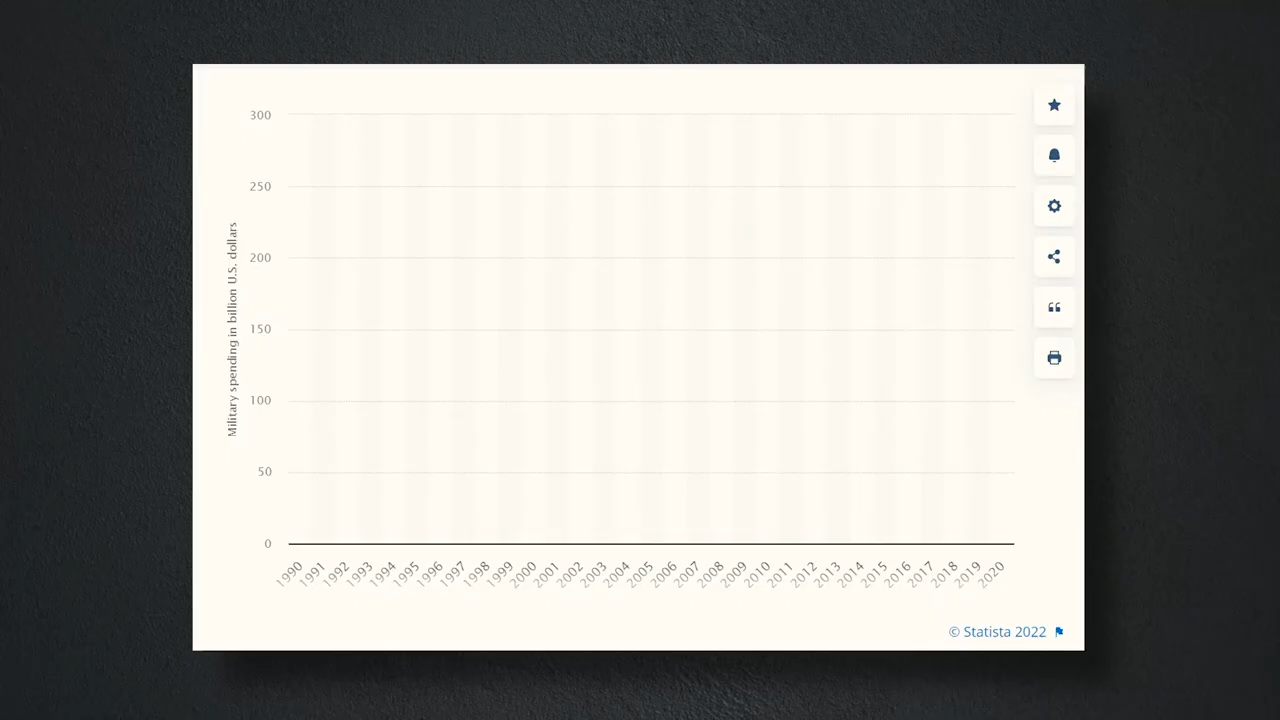 300
250
200
150
100
50
0
Military spending in billion U.S. dollars
1990 1991 1992 1993 1994 1995 1996 1997 1998 1999 2000 2001 2002 2003 2004 2005 2006 2007 2008 2009 2010 2011 2012 2013 2014 2015 2016 2017 2018 2019 2020
© Statista 2022